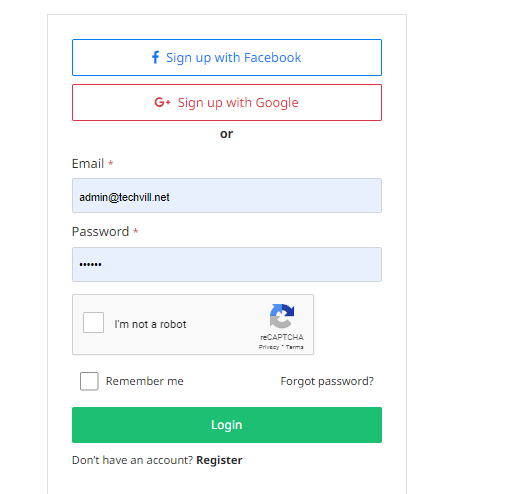 Sign up with Facebook
G+ Sign up with Google
or
Email *
admin@techvill.net
Password *
••••••
I'm not a robot
reCAPTCHA
Privacy - Terms
Remember me Forgot password?
Login
Don't have an account? Register